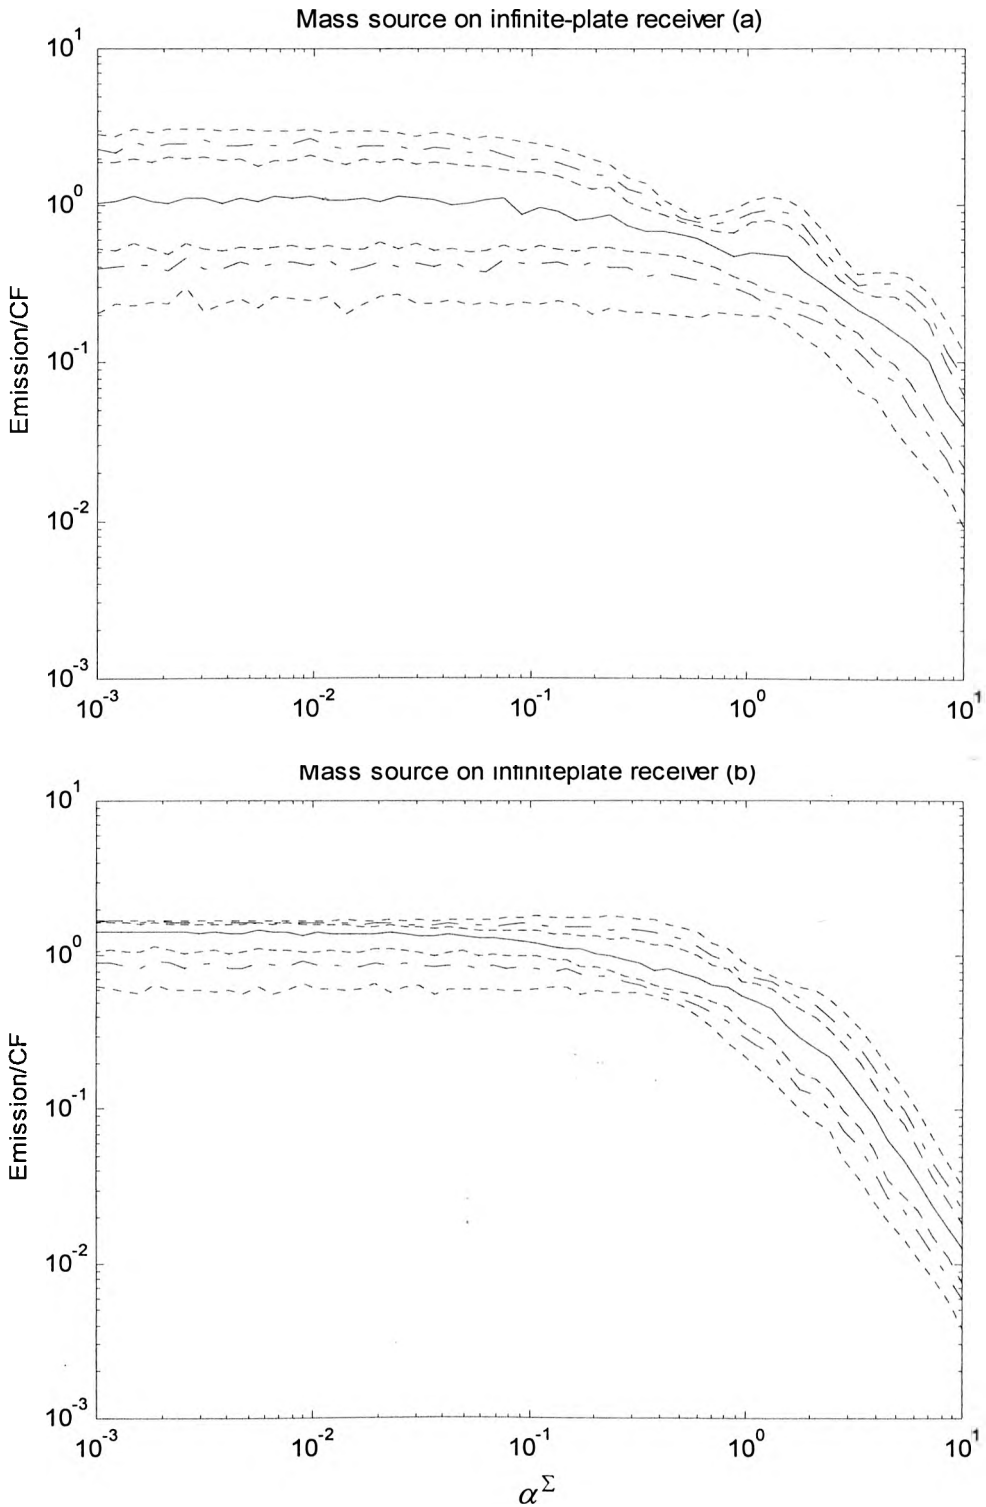 Mass source on infinite-plate receiver (a)
10^1
10^0
10^-1
10^-2
10^-3
Emission/CF
10^-3 10^-2 10^-1 10^0 10^1
Mass source on infiniteplate receiver (b)
10^1
10^0
10^-1
10^-2
10^-3
Emission/CF
10^-3 10^-2 10^-1 10^0 10^1
α^Σ